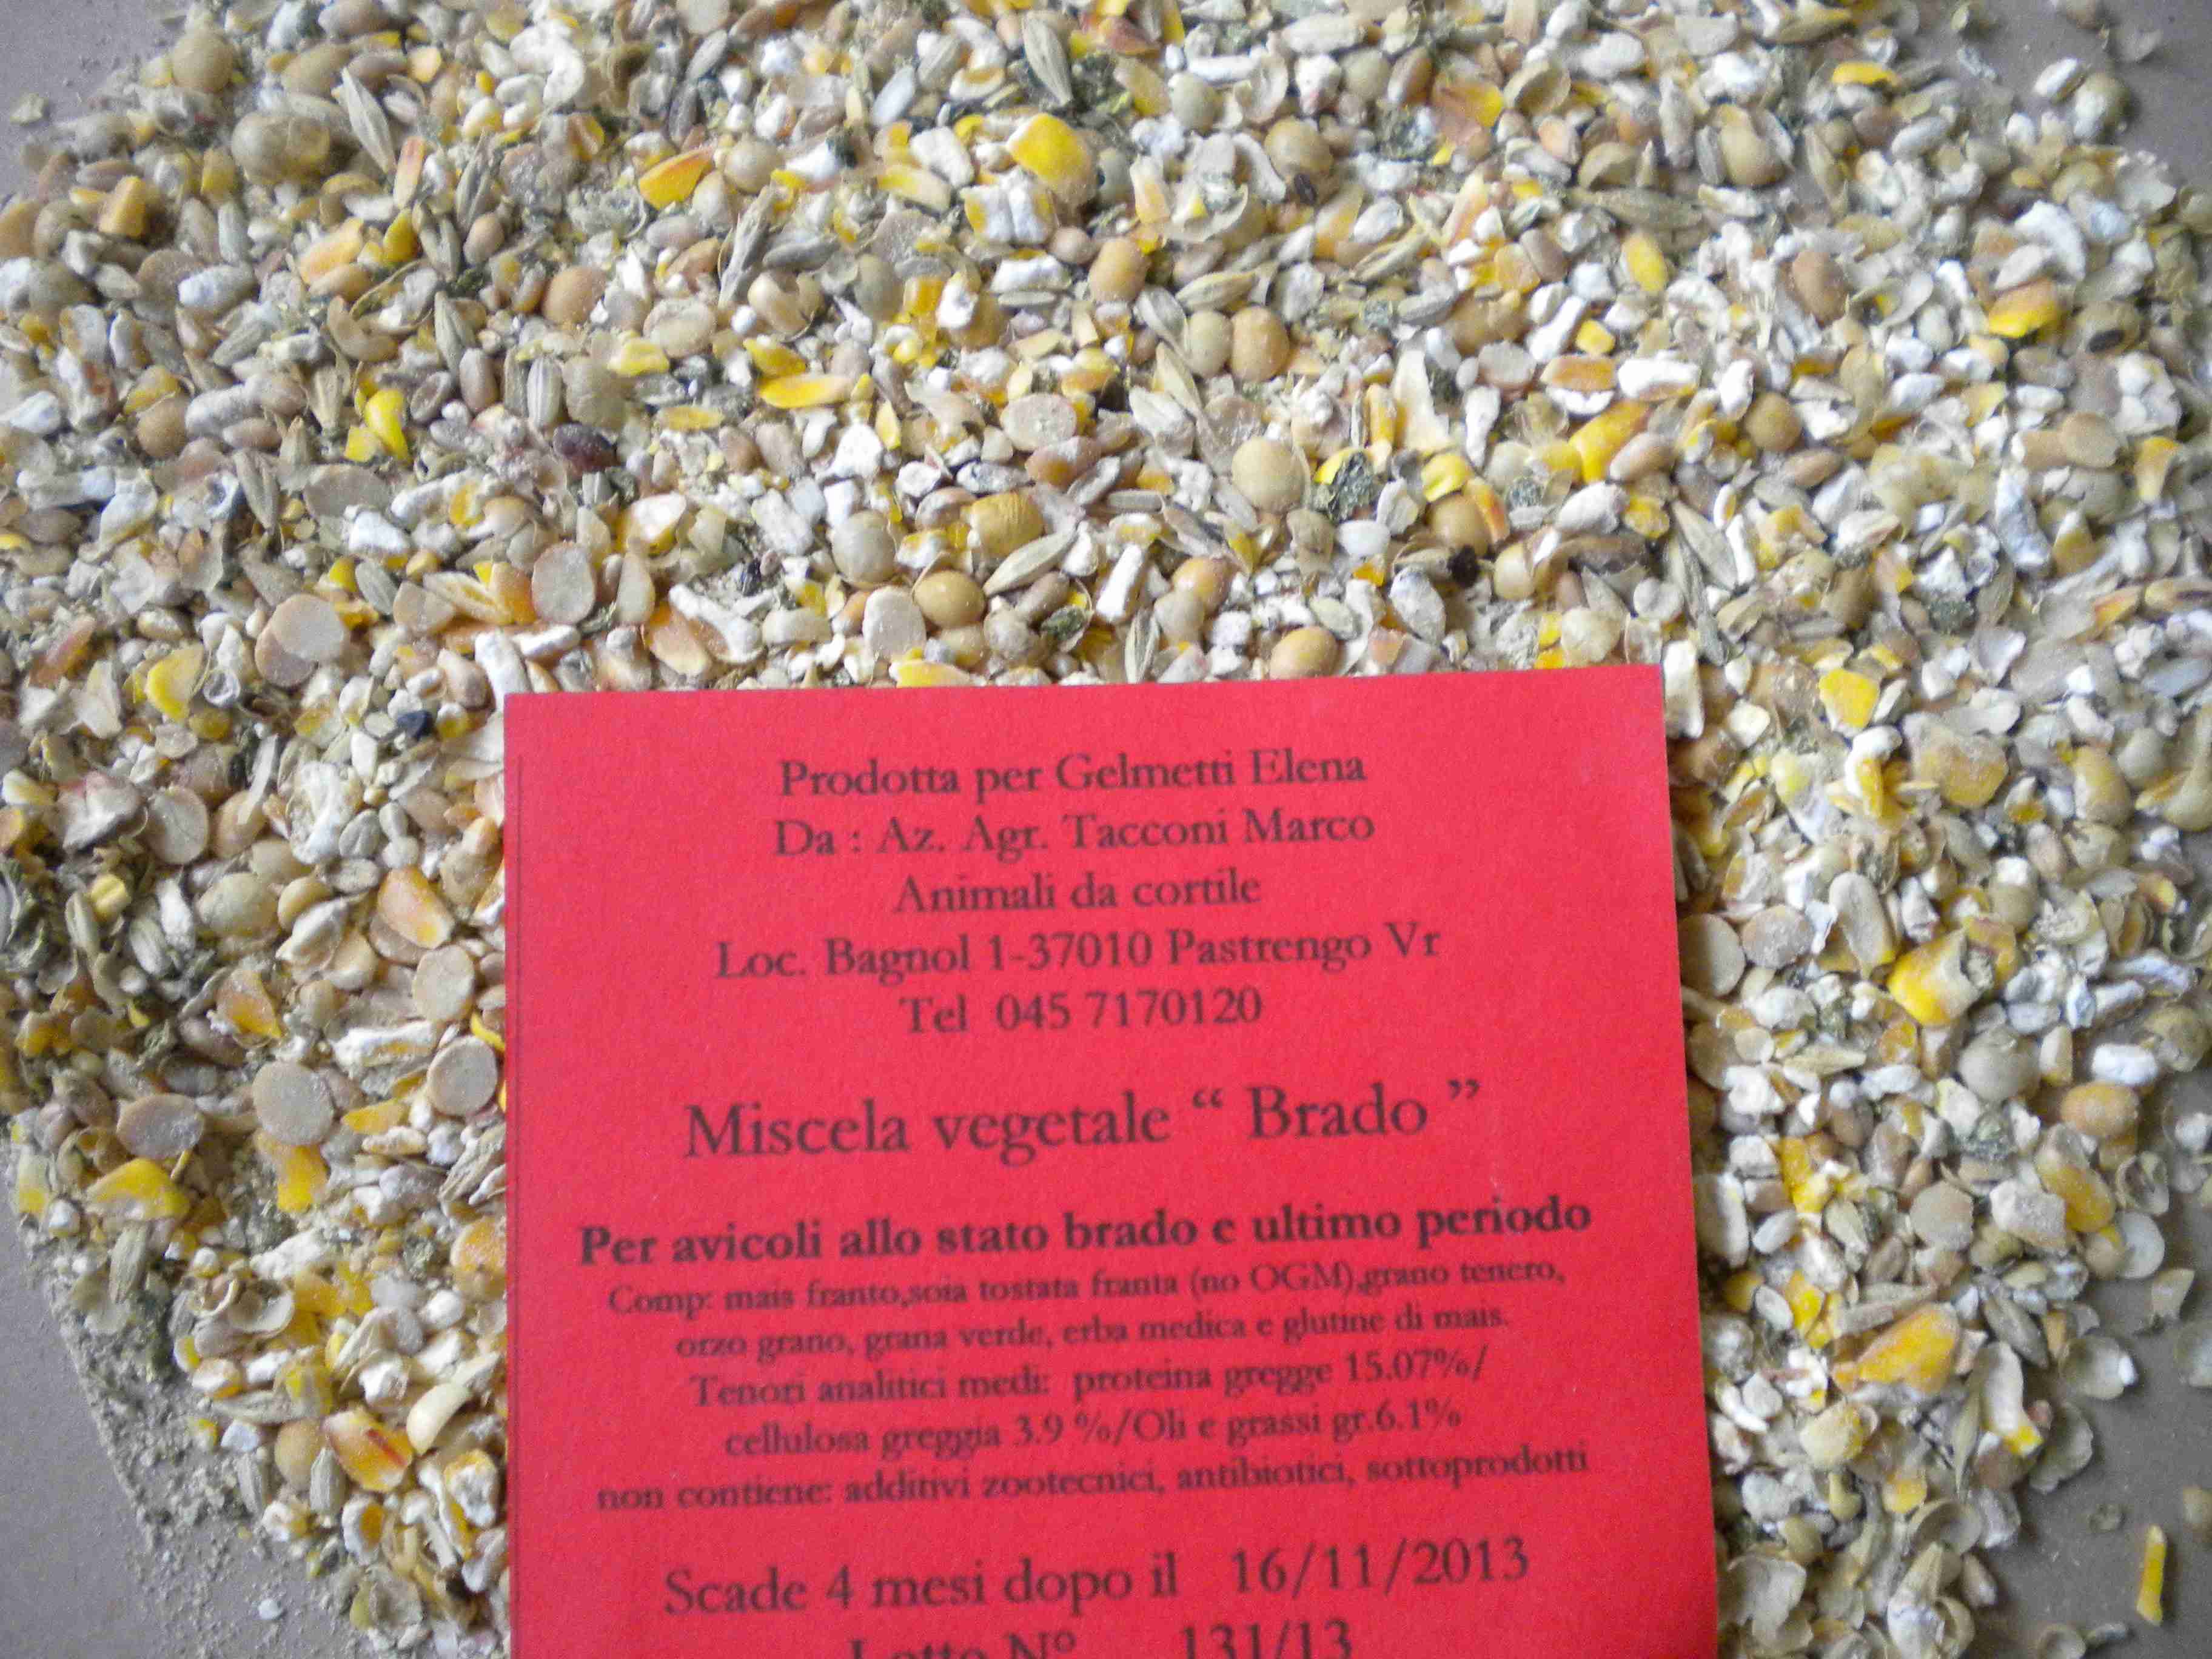 Prodotta per Gelmetti Elena
Da : Az. Agr. Tacconi Marco
Animali da cortile
Loc. Bagnol 1-37010 Pastrengo Vr
Tel 045 7170120
Miscela vegetale “ Brado ”
Per avicoli allo stato brado e ultimo periodo
Comp: mais franto,soia tostata franta (no OGM),grano tenero,
orzo grano, grana verde, erba medica e glutine di mais.
Tenori analitici medi: proteina gregge 15.07%/
cellulosa greggia 3.9 %/Oli e grassi gr.6.1%
non contiene: additivi zootecnici, antibiotici, sottoprodotti
Scade 4 mesi dopo il 16/11/2013
Lotto N° 131/13